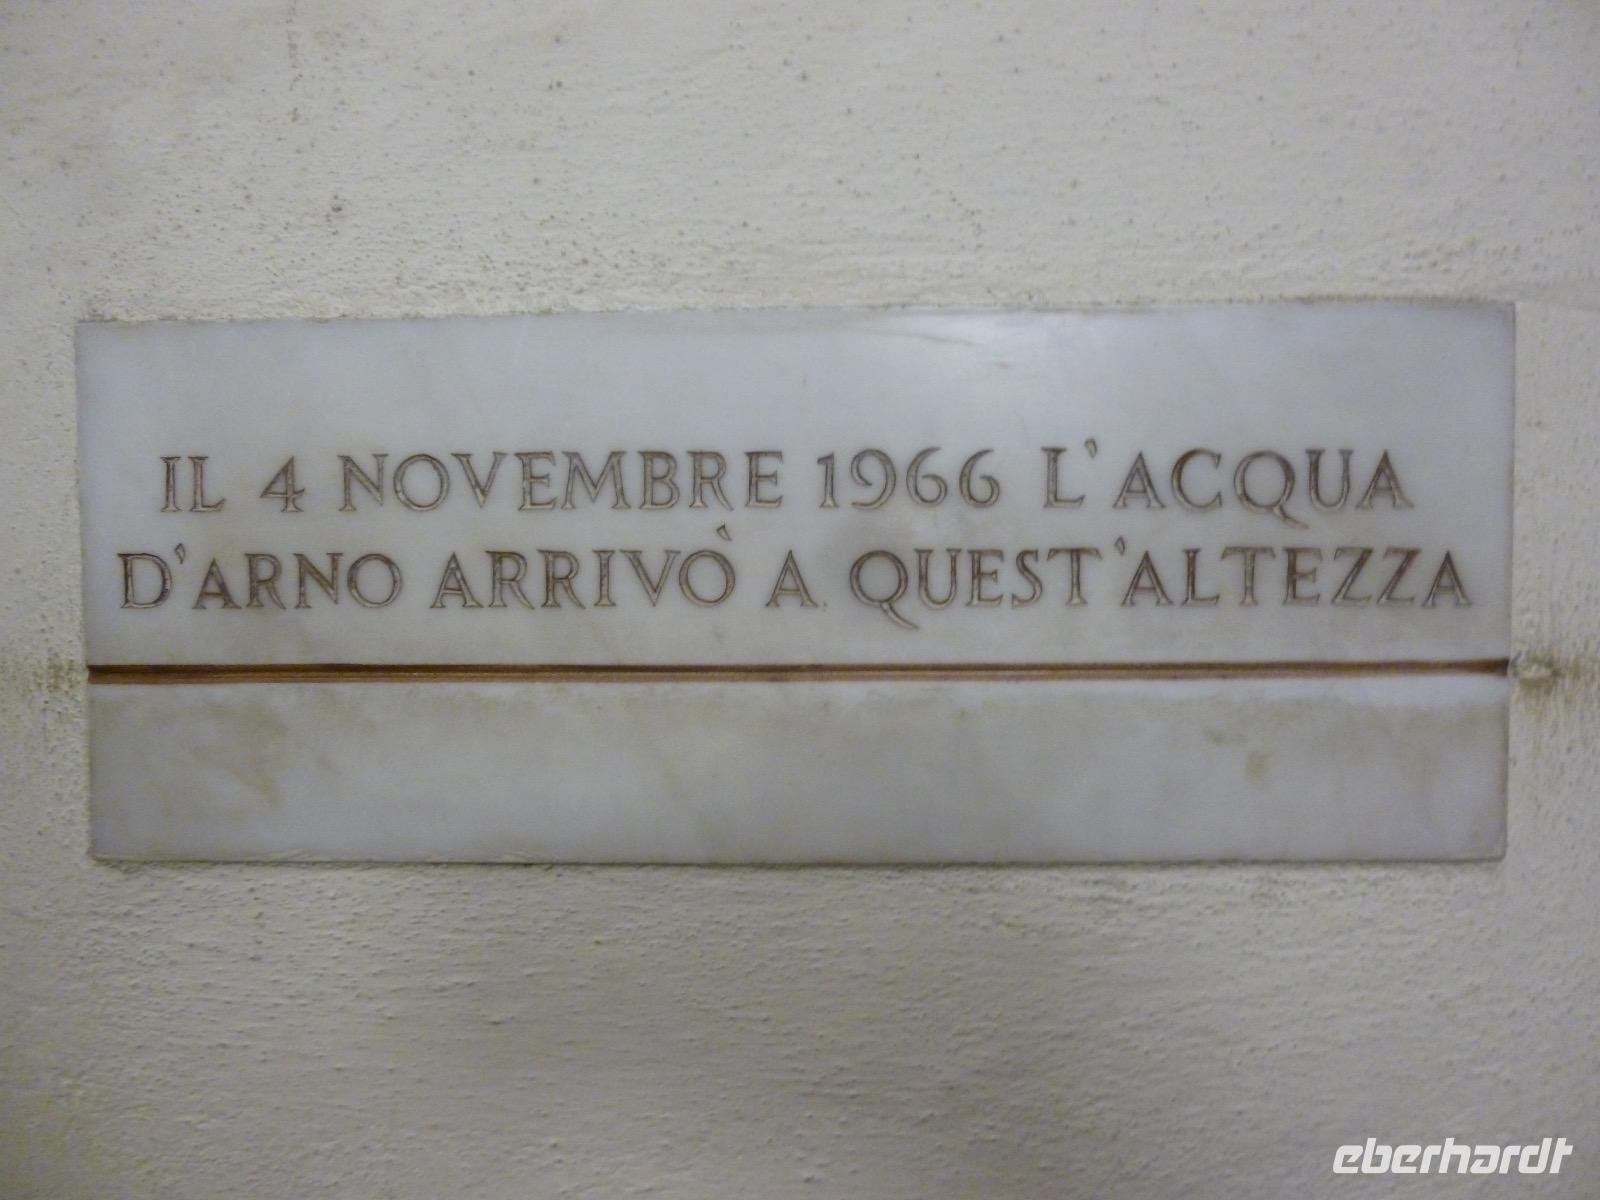 IL 4 NOVEMBRE 1966 L'ACQUA
D'ARNO ARRIVÒ A QUEST'ALTEZZA
eberhardt